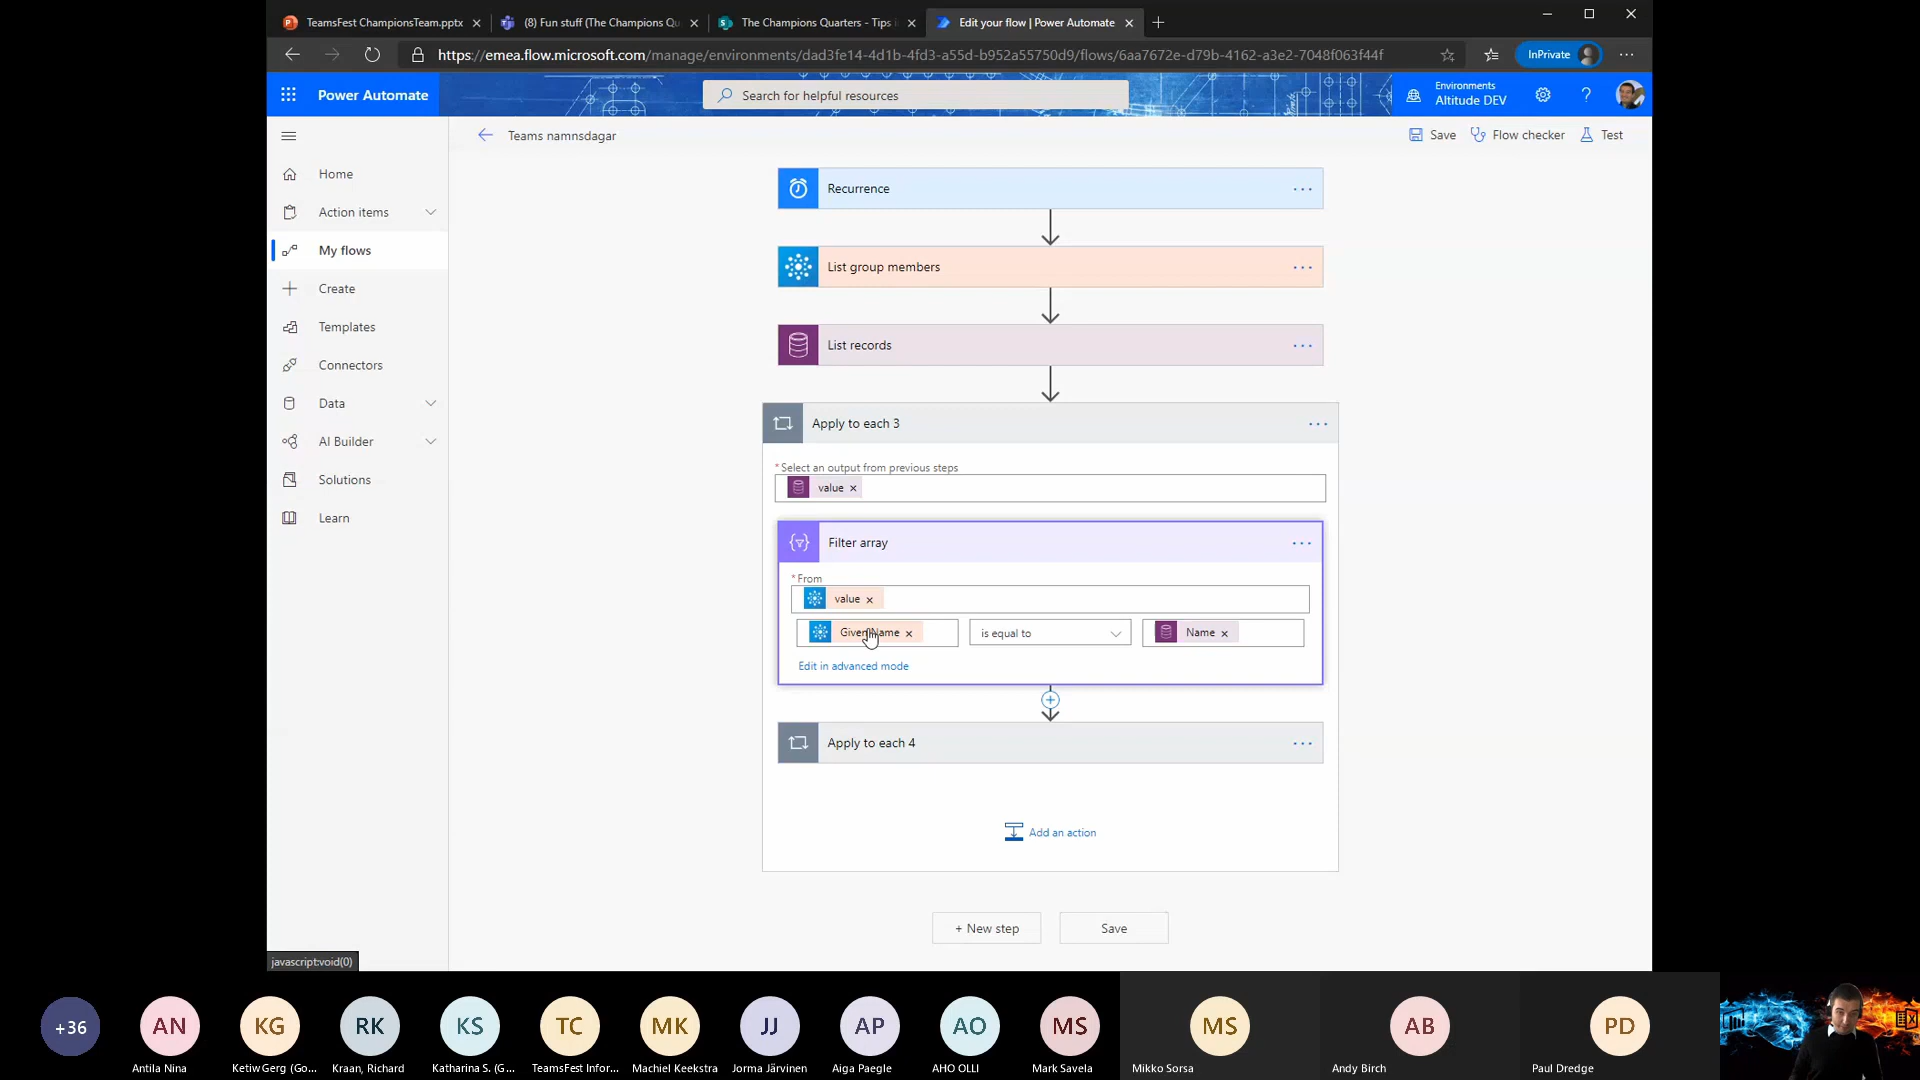 TeamsFest ChampionsTeam.pptx
(8) Fun stuff (The Champions Qu
The Champions Quarters - Tips
Edit your flow | Power Automate
https://emea.flow.microsoft.com/manage/environments/dad3fe14-4d1b-4fd3-a55d-b952a55750d9/flows/6aa7672e-d79b-4162-a3e2-7048f063f44f
InPrivate
Power Automate
Search for helpful resources
Environments
Altitude DEV
?
Teams namnsdagar
Save
Flow checker
Test
Home
Action items
My flows
Create
Templates
Connectors
Data
AI Builder
Solutions
Learn
Recurrence
List group members
List records
Apply to each 3
* Select an output from previous steps
value
Filter array
* From
value
GivenName
is equal to
Name
Edit in advanced mode
Apply to each 4
Add an action
+ New step
Save
javascript:void(0)
+36
AN
KG
RK
KS
TC
MK
JJ
AP
AO
MS
MS
AB
PD
Antila Nina
Ketiw Gerg (Go...
Kraan, Richard
Katharina S. (G...
TeamsFest Infor...
Machiel Keekstra
Jorma Järvinen
Aiga Paegle
AHO OLLI
Mark Savela
Mikko Sorsa
Andy Birch
Paul Dredge